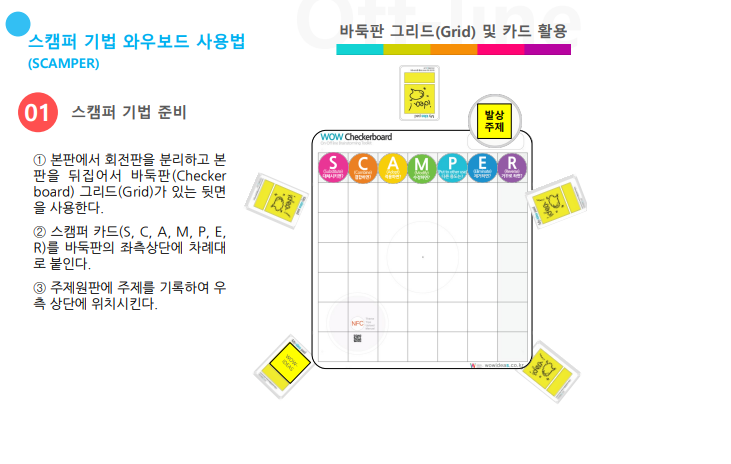 Off-line
스캠퍼 기법 와우보드 사용법
(SCAMPER)
바둑판 그리드(Grid) 및 카드 활용
01 스캠퍼 기법 준비
① 본판에서 회전판을 분리하고 본
판을 뒤집어서 바둑판(Checker
board) 그리드(Grid)가 있는 뒷면
을 사용한다.
② 스캠퍼 카드(S, C, A, M, P, E,
R)를 바둑판의 좌측상단에 차례대
로 붙인다.
③ 주제원판에 주제를 기록하여 우
측 상단에 위치시킨다.
발상
주제
WOW Checkerboard
S C A M P E R
NFC
WOW
IDEAS
www.wowideas.co.kr